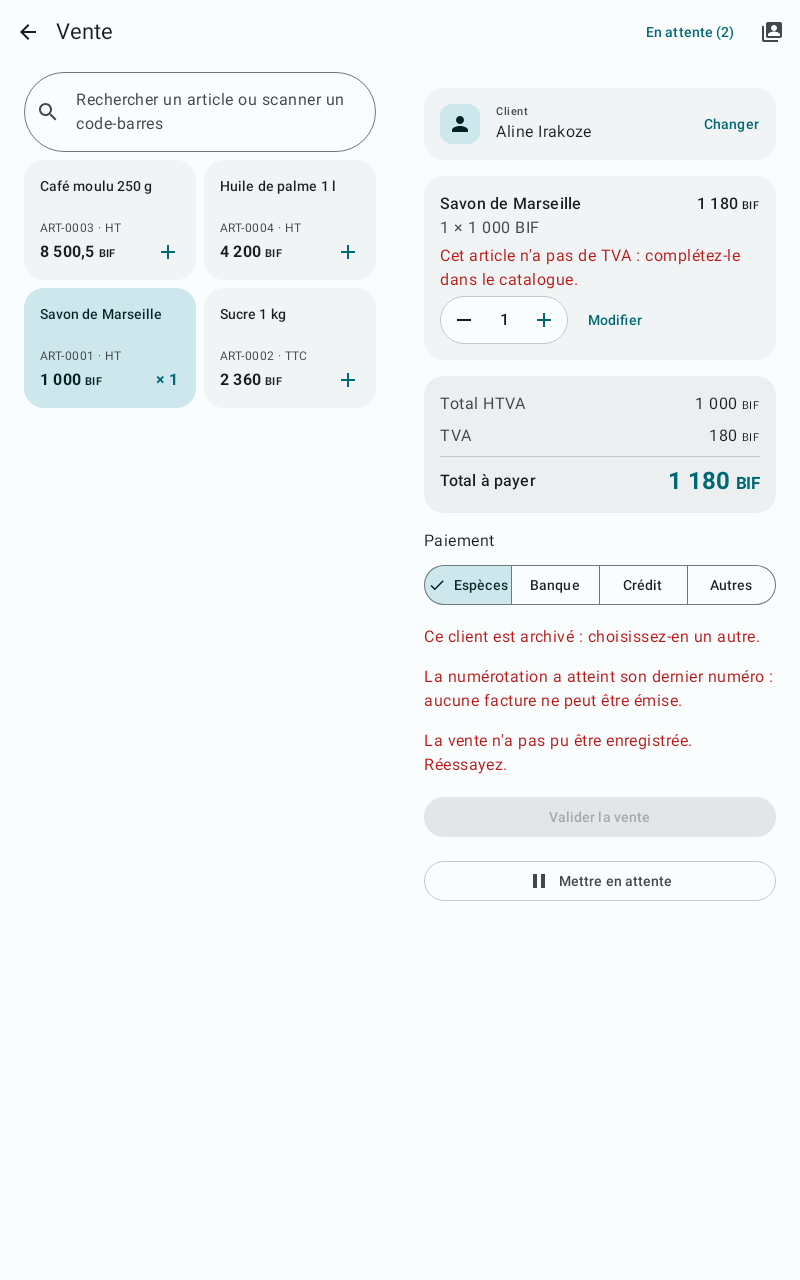 Vente
En attente (2)
Rechercher un article ou scanner un
code-barres
Café moulu 250 g
ART-0003 · HT
8 500,5 BIF
Huile de palme 1 l
ART-0004 · HT
4 200 BIF
Savon de Marseille
ART-0001 · HT
1 000 BIF
× 1
Sucre 1 kg
ART-0002 · TTC
2 360 BIF
Client
Aline Irakoze
Changer
Savon de Marseille
1 180 BIF
1 × 1 000 BIF
Cet article n'a pas de TVA : complétez-le
dans le catalogue.
1
Modifier
Total HTVA
1 000 BIF
TVA
180 BIF
Total à payer
1 180 BIF
Paiement
Espèces
Banque
Crédit
Autres
Ce client est archivé : choisissez-en un autre.
La numérotation a atteint son dernier numéro :
aucune facture ne peut être émise.
La vente n'a pas pu être enregistrée.
Réessayez.
Valider la vente
Mettre en attente